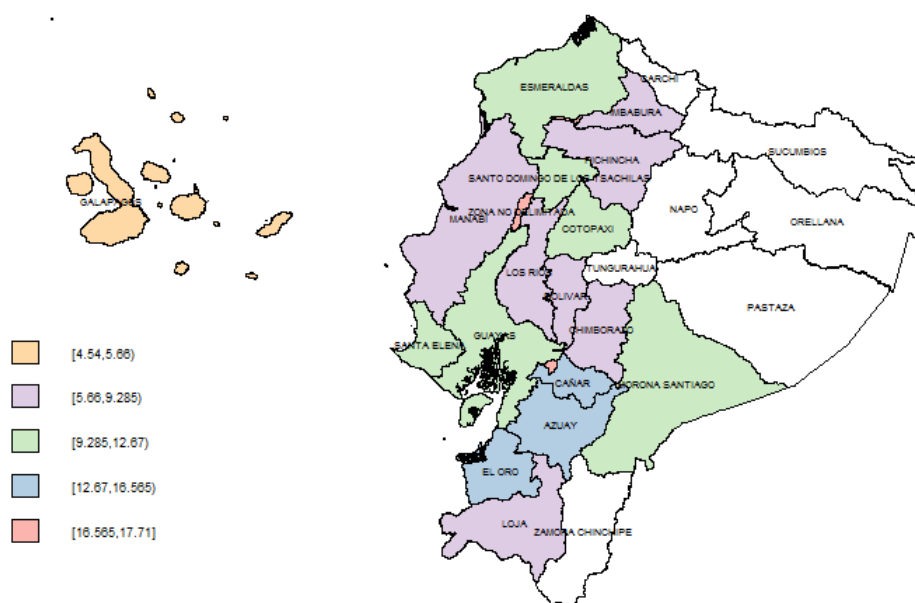 CARCHI
ESMERALDAS
IMBABURA
SUCUMBIOS
PICHINCHA
SANTO DOMINGO DE LOS TSACHILAS
GALAPAGOS
NAPO
ZONA NO DELIMITADA
MANABI
ORELLANA
COTOPAXI
TUNGURAHUA
LOS RIOS
BOLIVAR
PASTAZA
CHIMBORAZO
GUAYAS
SANTA ELENA
[4.54,5.66)
CAÑAR
MORONA SANTIAGO
[5.66,9.285)
AZUAY
[9.285,12.67)
EL ORO
[12.67,16.565)
LOJA
ZAMORA CHINCHIPE
[16.565,17.71]